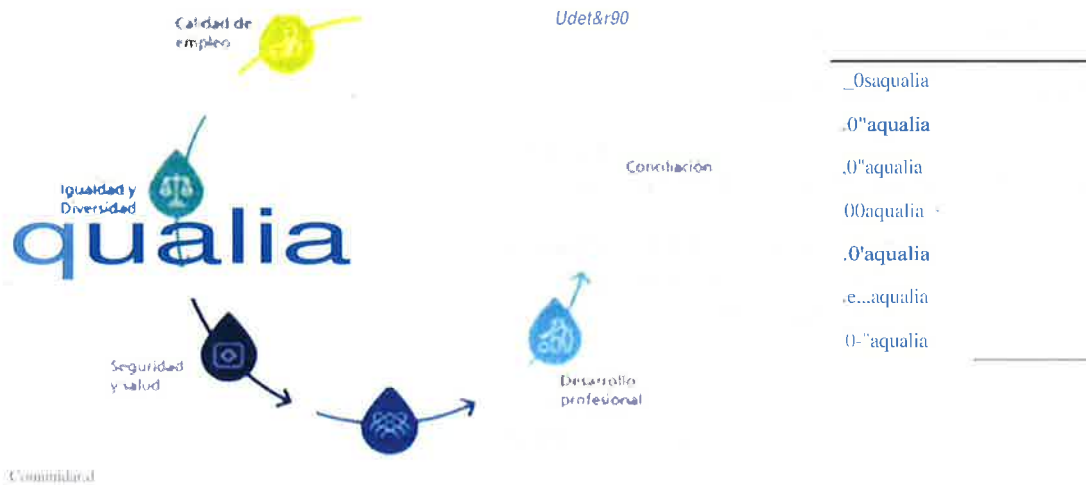 Calidad de
empleo
Udet&r90
_0saqualia
.0"aqualia
Conciliación
.0"aqualia
Igualdad y
Diversidad
00aqualia
qualia
.0'aqualia
.e...aqualia
0-"aqualia
Seguridad
y salud
Desarrollo
profesional
Comunidar.d